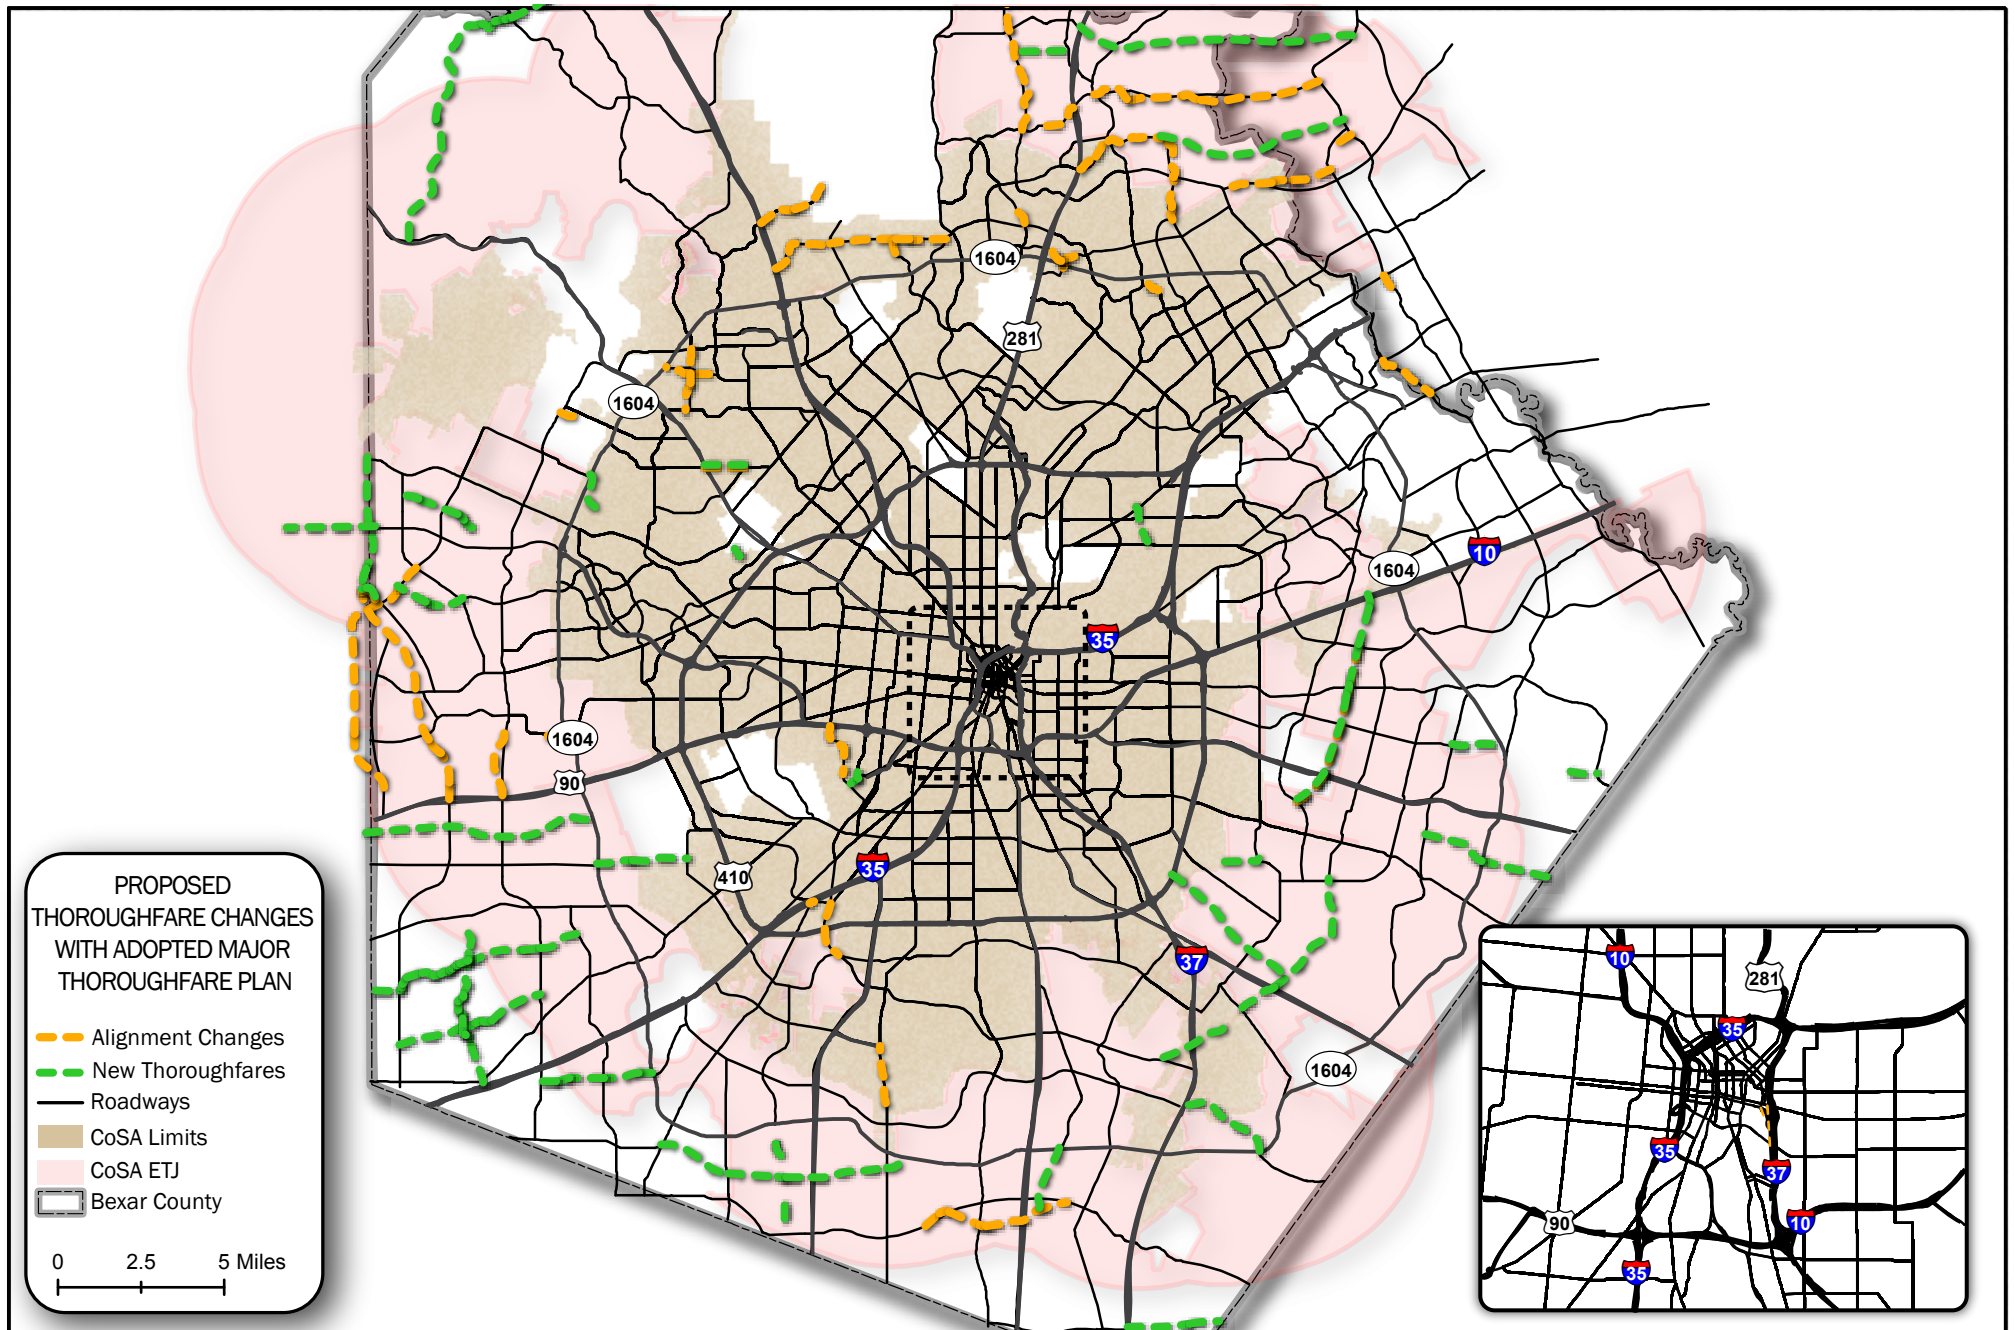 1604
281
1604
10
1604
35
1604
90
35
410
37
1604
PROPOSED
THOROUGHFARE CHANGES
WITH ADOPTED MAJOR
THOROUGHFARE PLAN
Alignment Changes
New Thoroughfares
Roadways
CoSA Limits
CoSA ETJ
Bexar County
0 2.5 5 Miles
10
281
35
35
37
90
10
35